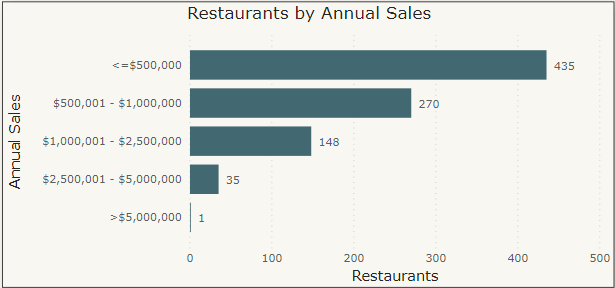 Restaurants by Annual Sales
Annual Sales
<=$500,000
435
$500,001 - $1,000,000
270
$1,000,001 - $2,500,000
148
$2,500,001 - $5,000,000
35
>$5,000,000
1
0 100 200 300 400 500
Restaurants